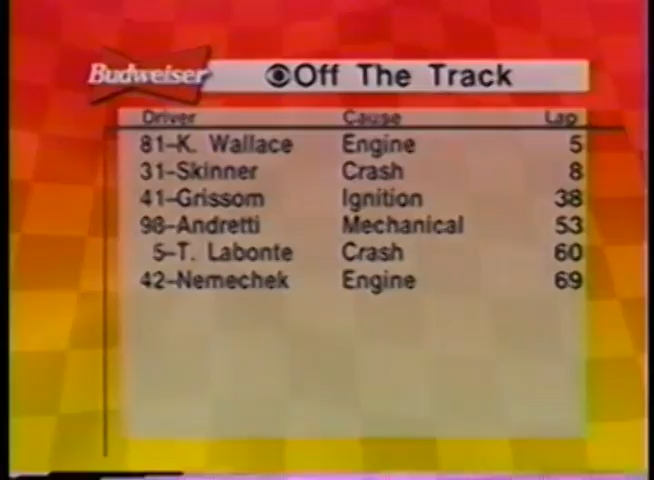 Budweiser Off The Track
Driver Cause Lap
81-K. Wallace Engine 5
31-Skinner Crash 8
41-Grissom Ignition 38
98-Andretti Mechanical 53
5-T. Labonte Crash 60
42-Nemechek Engine 69